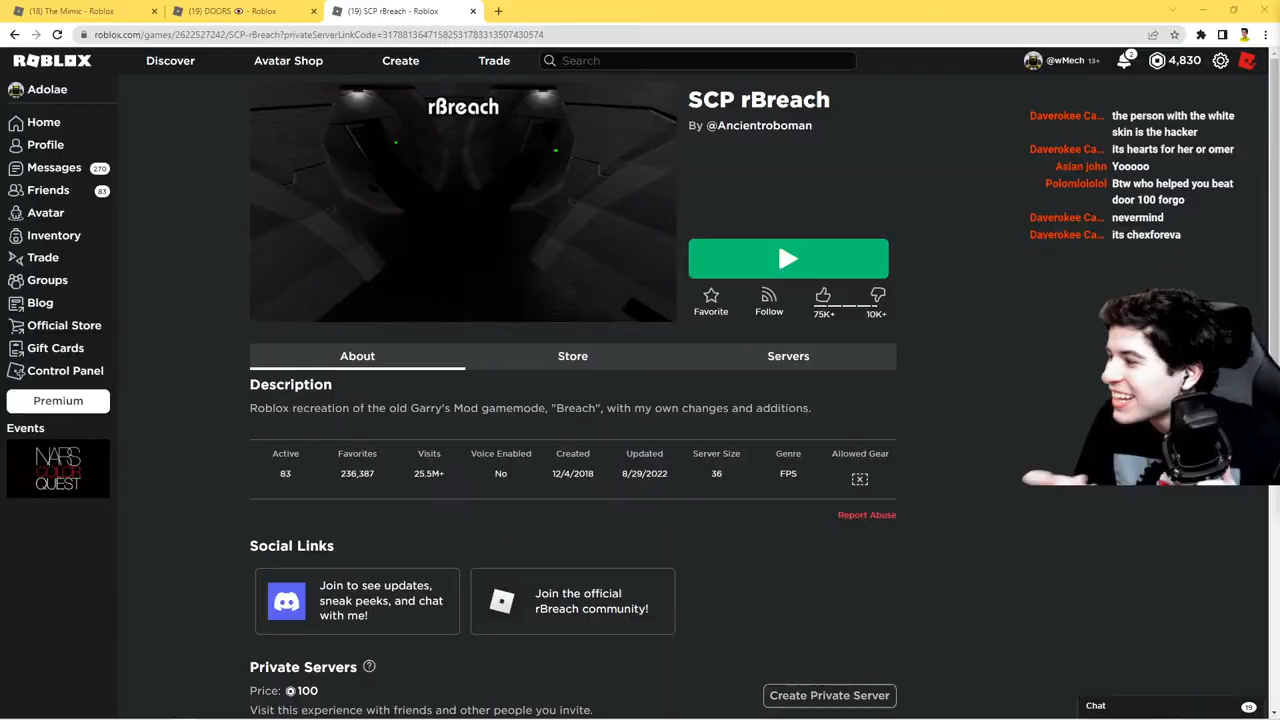 (18) The Mimic - Roblox
(19) DOORS 👁 - Roblox
(19) SCP rBreach - Roblox
roblox.com/games/2622527242/SCP-rBreach?privateServerLinkCode=31788136471582531783313507430574
ROBLOX
Discover
Avatar Shop
Create
Trade
Search
@wMech 13+
2
4,830
Adolae
Home
Profile
Messages 270
Friends 83
Avatar
Inventory
Trade
Groups
Blog
Official Store
Gift Cards
Control Panel
Premium
Events
NARS
COLOR
QUEST
rBreach
SCP rBreach
By @Ancientroboman
Favorite
Follow
75K+
10K+
About
Store
Servers
Description
Roblox recreation of the old Garry's Mod gamemode, "Breach", with my own changes and additions.
Active Favorites Visits Voice Enabled Created Updated Server Size Genre Allowed Gear
83 236,387 25.5M+ No 12/4/2018 8/29/2022 36 FPS
Report Abuse
Social Links
Join to see updates,
sneak peeks, and chat
with me!
Join the official
rBreach community!
Private Servers
Price: 100
Create Private Server
Visit this experience with friends and other people you invite.
Daverokee Ca... the person with the white
skin is the hacker
Daverokee Ca... its hearts for her or omer
Asian john Yooooo
Polomlololol Btw who helped you beat
door 100 forgo
Daverokee Ca... nevermind
Daverokee Ca... its chexforeva
Chat 19